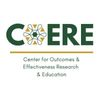 COERE
Center for Outcomes &
Effectiveness Research
& Education